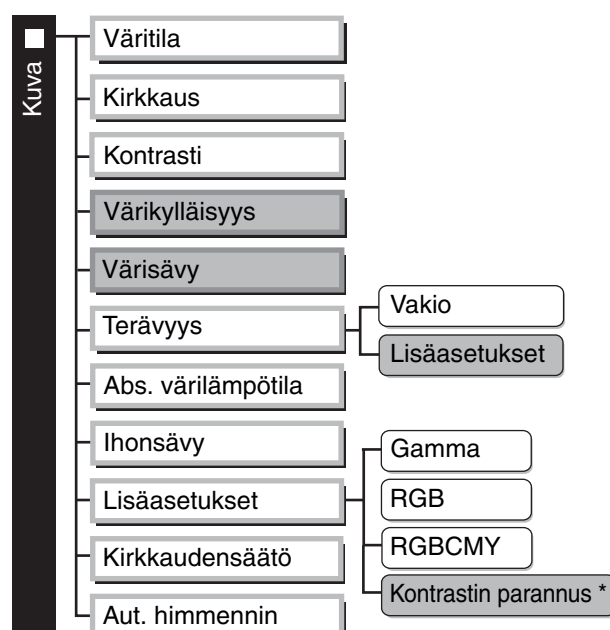 Kuva
Väritila
Kirkkaus
Kontrasti
Värikylläisyys
Värisävy
Terävyys
Vakio
Lisäasetukset
Abs. värilämpötila
Ihonsävy
Lisäasetukset
Gamma
RGB
RGBCMY
Kontrastin parannus *
Kirkkaudensäätö
Aut. himmennin